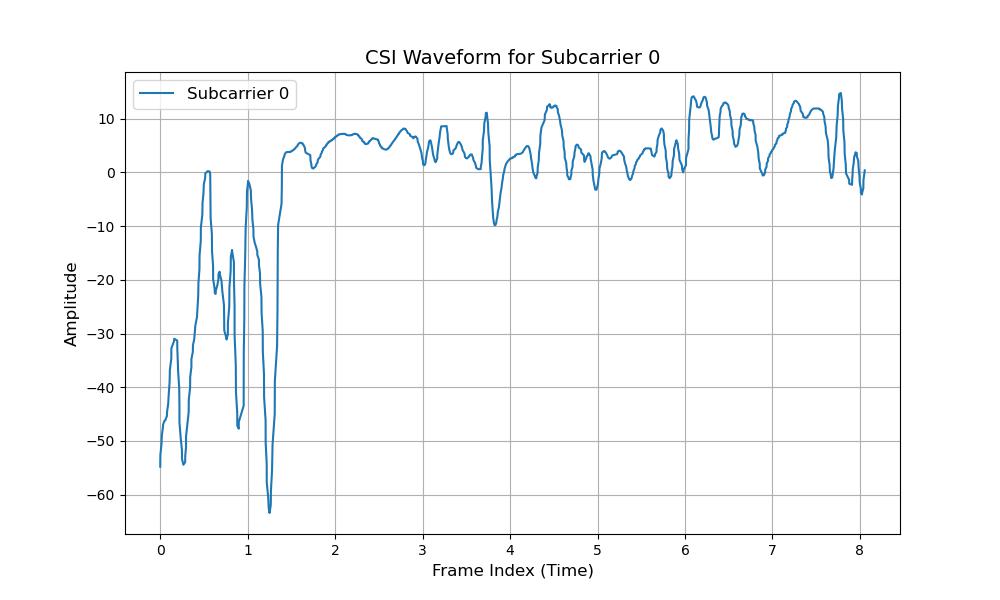 CSI Waveform for Subcarrier 0
Subcarrier 0
Amplitude
10
0
−10
−20
−30
−40
−50
−60
0 1 2 3 4 5 6 7 8
Frame Index (Time)